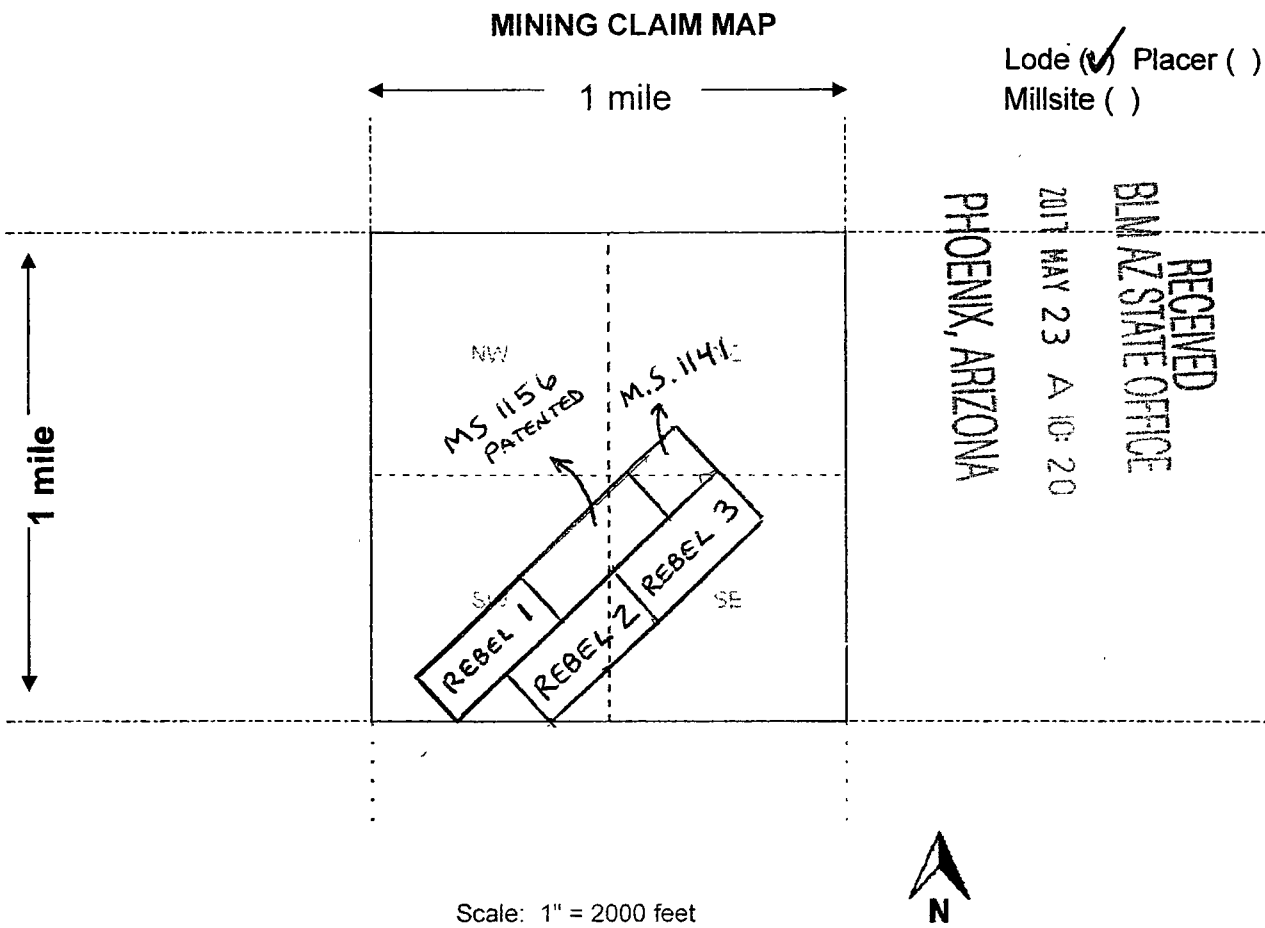 MINING CLAIM MAP
Lode (✓) Placer ( )
Millsite ( )
1 mile
1 mile
RECEIVED
BLM AZ STATE OFFICE
2017 MAY 23 A 10:20
PHOENIX, ARIZONA
NW
MS 1156
PATENTED
M.S. 1141
REBEL 1
REBEL 2
REBEL 3
SE
Scale: 1" = 2000 feet
N